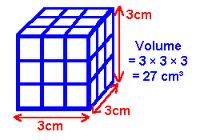 3cm
Volume
= 3 × 3 × 3
= 27 cm³
3cm
3cm